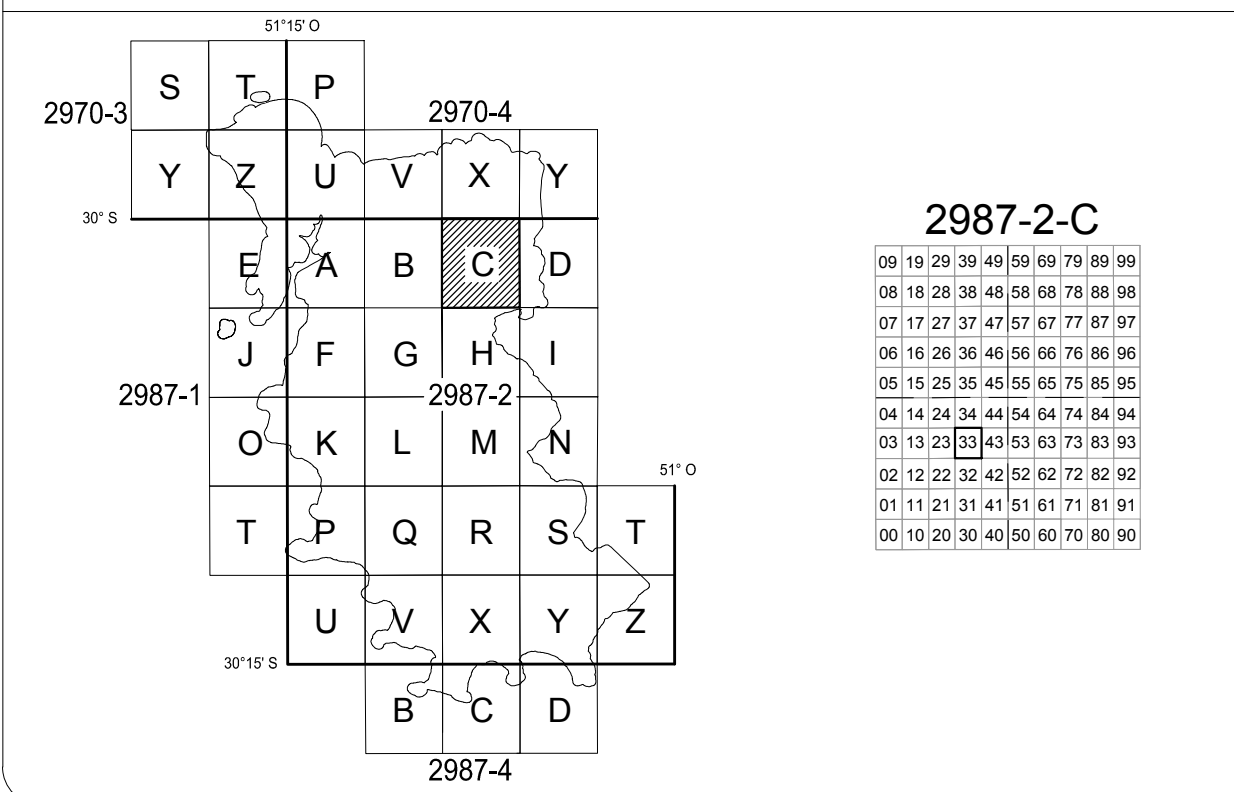 51°15' O
S T P
2970-3
2970-4
Y Z U V X Y
30° S
E A B C D
J F G H I
2987-1
2987-2
O K L M N
51° O
T P Q R S T
U V X Y Z
30°15' S
B C D
2987-4
2987-2-C
09 19 29 39 49 59 69 79 89 99
08 18 28 38 48 58 68 78 88 98
07 17 27 37 47 57 67 77 87 97
06 16 26 36 46 56 66 76 86 96
05 15 25 35 45 55 65 75 85 95
04 14 24 34 44 54 64 74 84 94
03 13 23 33 43 53 63 73 83 93
02 12 22 32 42 52 62 72 82 92
01 11 21 31 41 51 61 71 81 91
00 10 20 30 40 50 60 70 80 90